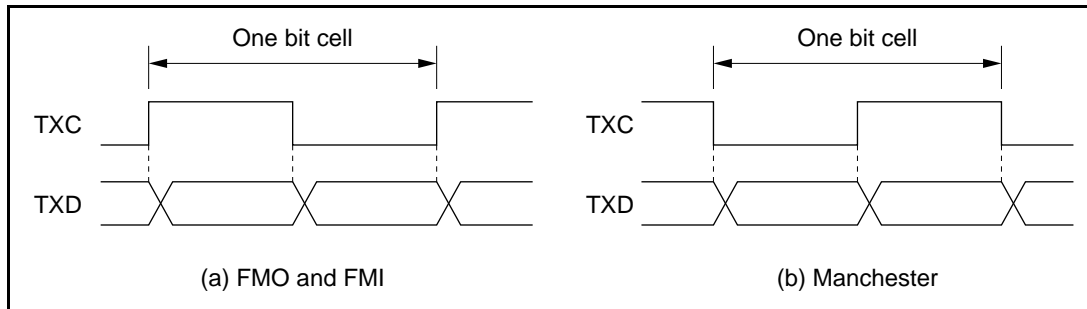 One bit cell
TXC
TXD
(a) FMO and FMI
One bit cell
TXC
TXD
(b) Manchester